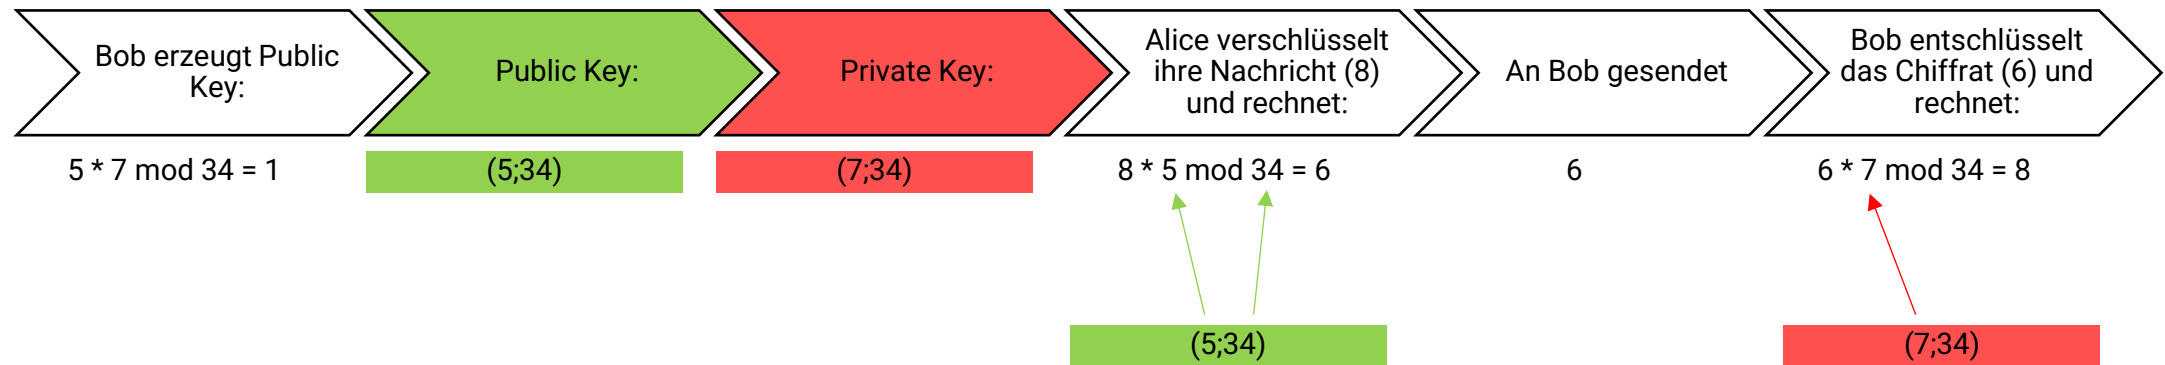 Bob erzeugt Public
Key:
Public Key:
Private Key:
Alice verschlüsselt
ihre Nachricht (8)
und rechnet:
An Bob gesendet
Bob entschlüsselt
das Chiffrat (6) und
rechnet:
5 * 7 mod 34 = 1
(5;34)
(7;34)
8 * 5 mod 34 = 6
6
6 * 7 mod 34 = 8
(5;34)
(7;34)